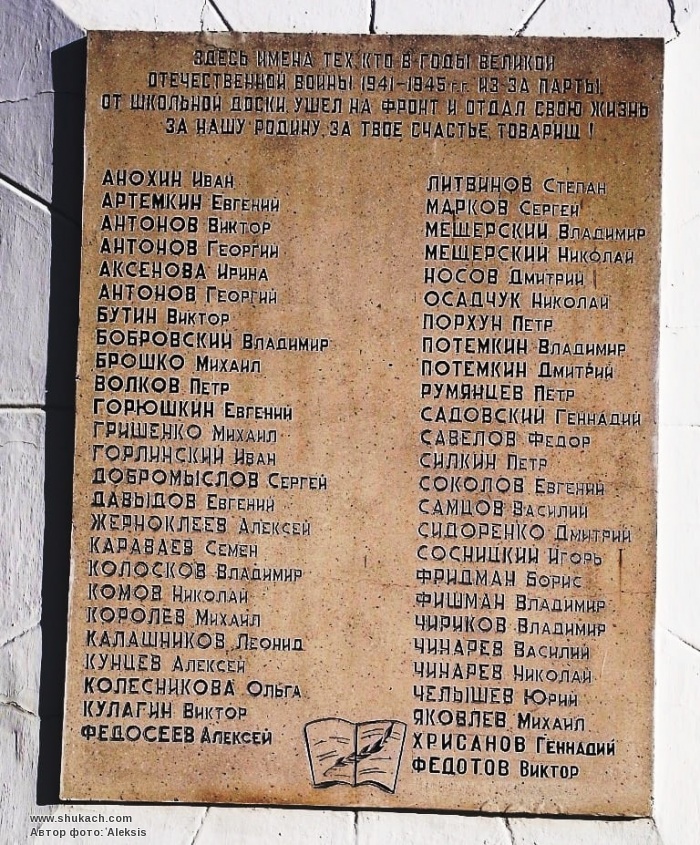 ЗДЕСЬ ИМЕНА ТЕХ, КТО В ГОДЫ ВЕЛИКОЙ
ОТЕЧЕСТВЕННОЙ ВОЙНЫ 1941-1945 г.г. ИЗ-ЗА ПАРТЫ,
ОТ ШКОЛЬНОЙ ДОСКИ, УШЕЛ НА ФРОНТ И ОТДАЛ СВОЮ ЖИЗНЬ
ЗА НАШУ РОДИНУ, ЗА ТВОЕ СЧАСТЬЕ, ТОВАРИЩ!
АНОХИН ИВАН
АРТЕМКИН ЕВГЕНИЙ
АНТОНОВ ВИКТОР
АНТОНОВ ГЕОРГИЙ
АКСЕНОВА ИРИНА
АНТОНОВ ГЕОРГИЙ
БУТИН ВИКТОР
БОБРОВСКИЙ ВЛАДИМИР
БРОШКО МИХАИЛ
ВОЛКОВ ПЕТР
ГОРЮШКИН ЕВГЕНИЙ
ГРИШЕНКО МИХАИЛ
ГОРЛИНСКИЙ ИВАН
ДОБРОМЫСЛОВ СЕРГЕЙ
ДАВЫДОВ ЕВГЕНИЙ
ЖЕРНОКЛЕЕВ АЛЕКСЕЙ
КАРАВАЕВ СЕМЕН
КОЛОСКОВ ВЛАДИМИР
КОМОВ НИКОЛАЙ
КОРОЛЕВ МИХАИЛ
КАЛАШНИКОВ ЛЕОНИД
КУНЦЕВ АЛЕКСЕЙ
КОЛЕСНИКОВА ОЛЬГА
КУЛАГИН ВИКТОР
ФЕДОСЕЕВ АЛЕКСЕЙ
ЛИТВИНОВ СТЕПАН
МАРКОВ СЕРГЕЙ
МЕЩЕРСКИЙ ВЛАДИМИР
МЕЩЕРСКИЙ НИКОЛАЙ
НОСОВ ДМИТРИЙ
ОСАДЧУК НИКОЛАЙ
ПОРХУН ПЕТР
ПОТЕМКИН ВЛАДИМИР
ПОТЕМКИН ДМИТРИЙ
РУМЯНЦЕВ ПЕТР
САДОВСКИЙ ГЕННАДИЙ
САВЕЛОВ ФЕДОР
СИЛКИН ПЕТР
СОКОЛОВ ЕВГЕНИЙ
САМЦОВ ВАСИЛИЙ
СИДОРЕНКО ДМИТРИЙ
СОСНИЦКИЙ ИГОРЬ
ФРИДМАН БОРИС
ФИШМАН ВЛАДИМИР
ЧИРИКОВ ВЛАДИМИР
ЧИНАРЕВ ВАСИЛИЙ
ЧИНАРЕВ НИКОЛАЙ
ЧЕЛЫШЕВ ЮРИЙ
ЯКОВЛЕВ МИХАИЛ
ХРИСАНОВ ГЕННАДИЙ
ФЕДОТОВ ВИКТОР
www.shukach.com
Автор фото: Aleksis